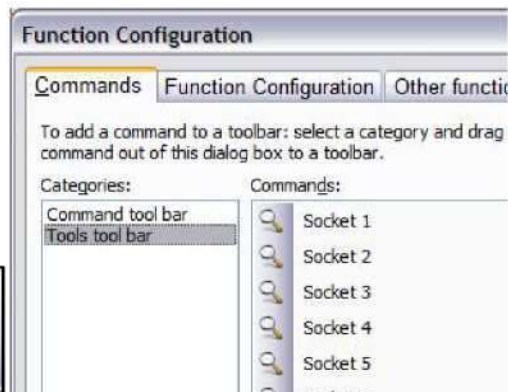 Function Configuration
Commands Function Configuration Other functi
To add a command to a toolbar: select a category and drag
command out of this dialog box to a toolbar.
Categories: Commands:
Command tool bar
Tools tool bar
Socket 1
Socket 2
Socket 3
Socket 4
Socket 5